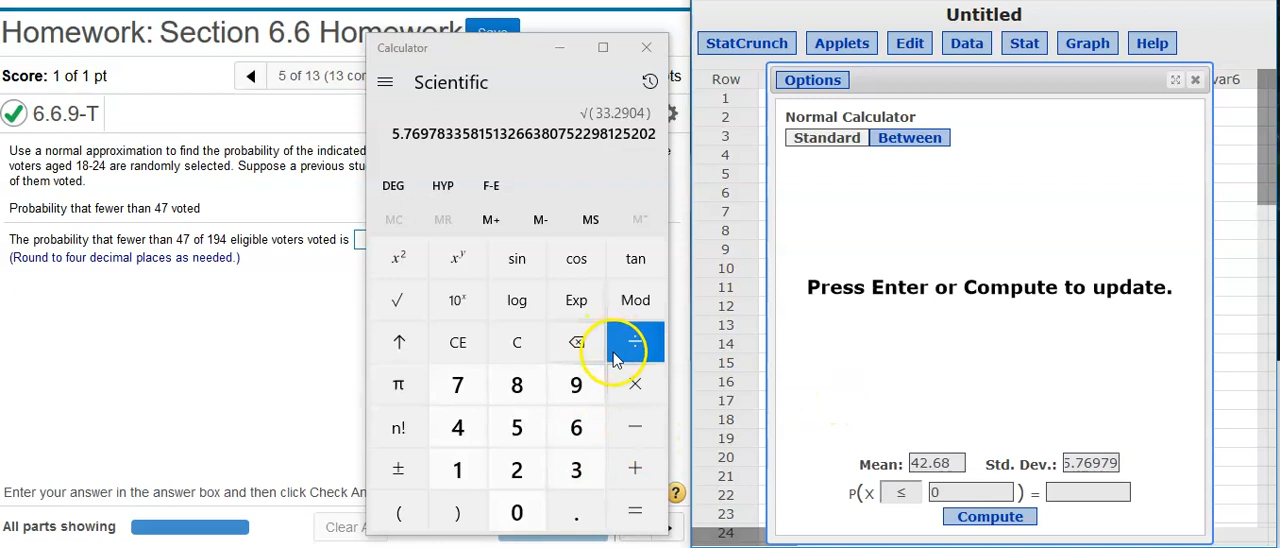 Homework: Section 6.6 Homework
Save
Score: 1 of 1 pt
5 of 13 (13 con
pts
6.6.9-T
Use a normal approximation to find the probability of the indicated
voters aged 18-24 are randomly selected. Suppose a previous stu
of them voted.
Probability that fewer than 47 voted
The probability that fewer than 47 of 194 eligible voters voted is
(Round to four decimal places as needed.)
Enter your answer in the answer box and then click Check An
?
All parts showing
Clear A
Calculator
Scientific
√(33.2904)
5.7697833581513266380752298125202
DEG HYP F-E
MC MR M+ M- MS M˅
x² xʸ sin cos tan
√ 10ˣ log Exp Mod
↑ CE C ÷
π 7 8 9 ×
n! 4 5 6 −
± 1 2 3 +
( ) 0 . =
Untitled
StatCrunch Applets Edit Data Stat Graph Help
Row
var6
1
2
3
4
5
6
7
8
9
10
11
12
13
14
15
16
17
18
19
20
21
22
23
24
Options
Normal Calculator
Standard Between
Press Enter or Compute to update.
Mean: 42.68 Std. Dev.: 5.76979
P(X ≤ 0 ) =
Compute